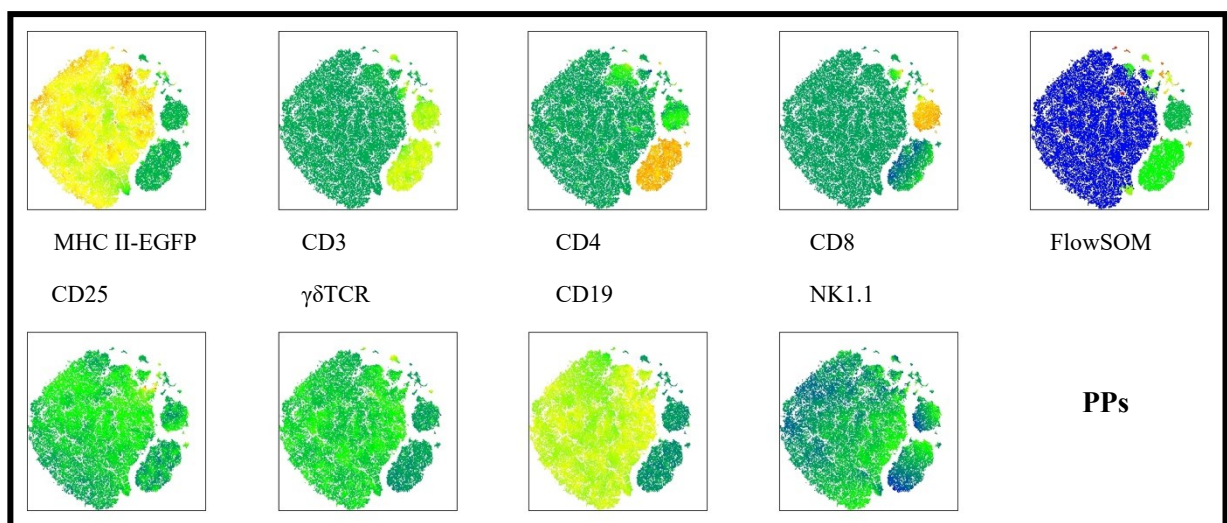 MHC II-EGFP CD3 CD4 CD8 FlowSOM
CD25 γδTCR CD19 NK1.1
PPs